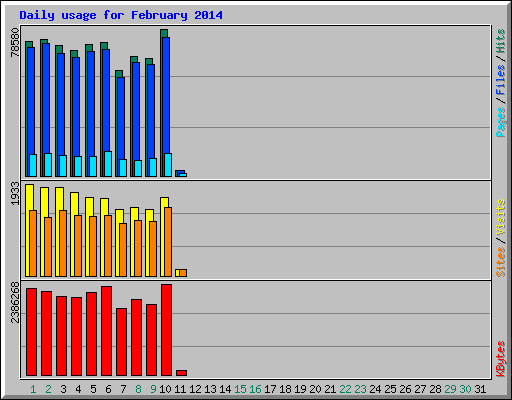 Daily usage for February 2014
78580
Pages/Files/Hits
1933
Sites/Visits
2386268
KBytes
1 2 3 4 5 6 7 8 9 10 11 12 13 14 15 16 17 18 19 20 21 22 23 24 25 26 27 28 29 30 31